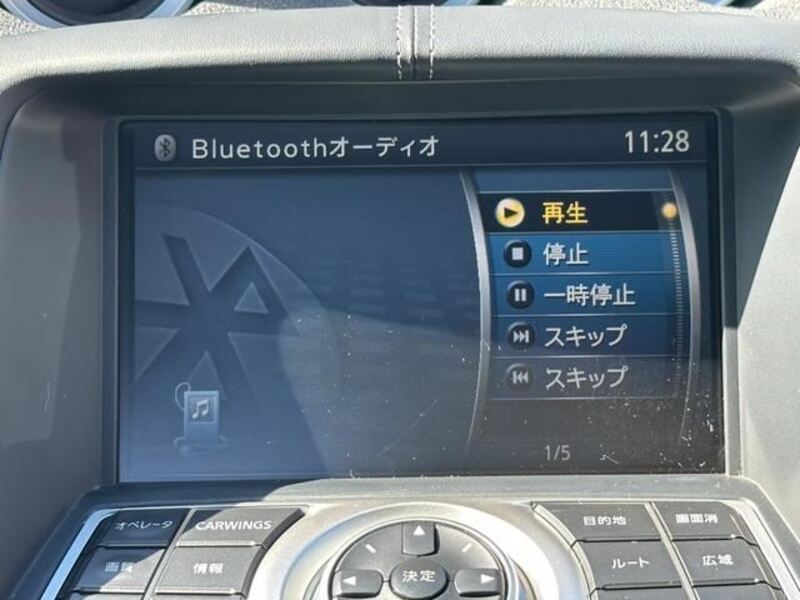 Bluetoothオーディオ 11:28
再生
停止
一時停止
スキップ
スキップ
1/5
オペレータ CARWINGS 目的地 画面消
画質 情報 決定 ルート 広域